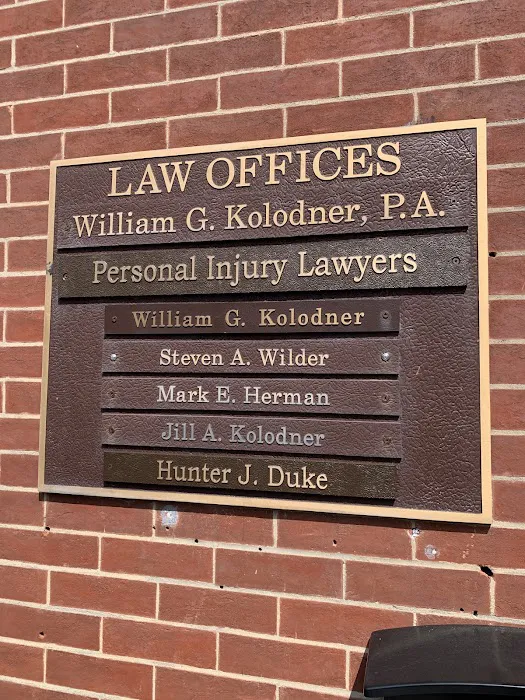 LAW OFFICES
William G. Kolodner, P.A.
Personal Injury Lawyers
William G. Kolodner
Steven A. Wilder
Mark E. Herman
Jill A. Kolodner
Hunter J. Duke